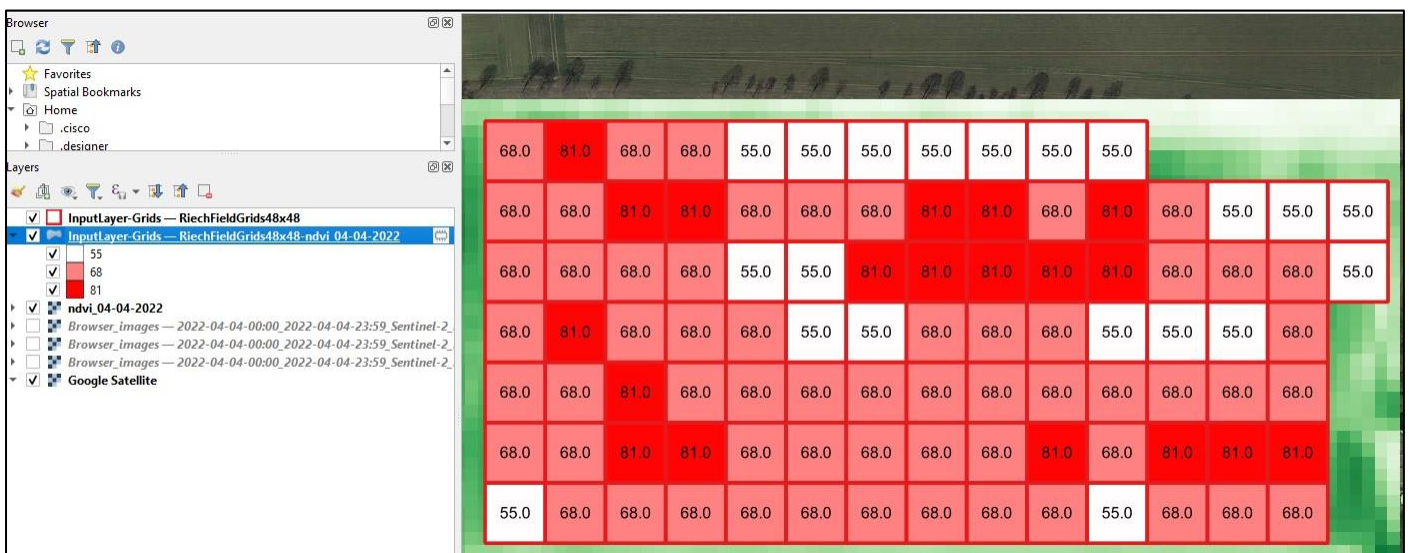 Browser
Favorites
Spatial Bookmarks
Home
.cisco
.designer
Layers
InputLayer-Grids — RiechFieldGrids48x48
InputLayer-Grids — RiechFieldGrids48x48-ndvi_04-04-2022
55
68
81
ndvi_04-04-2022
Browser_images — 2022-04-04-00:00_2022-04-04-23:59_Sentinel-2_
Browser_images — 2022-04-04-00:00_2022-04-04-23:59_Sentinel-2_
Browser_images — 2022-04-04-00:00_2022-04-04-23:59_Sentinel-2_
Google Satellite
68.0 81.0 68.0 68.0 55.0 55.0 55.0 55.0 55.0 55.0 55.0
68.0 68.0 81.0 81.0 68.0 68.0 68.0 81.0 81.0 68.0 81.0 68.0 55.0 55.0 55.0
68.0 68.0 68.0 68.0 55.0 55.0 81.0 81.0 81.0 81.0 81.0 68.0 68.0 68.0 55.0
68.0 81.0 68.0 68.0 68.0 55.0 55.0 68.0 68.0 68.0 55.0 55.0 55.0 68.0
68.0 68.0 81.0 68.0 68.0 68.0 68.0 68.0 68.0 68.0 68.0 68.0 68.0 68.0
68.0 68.0 81.0 81.0 68.0 68.0 68.0 68.0 68.0 81.0 68.0 81.0 81.0 81.0
55.0 68.0 68.0 68.0 68.0 68.0 68.0 68.0 68.0 68.0 55.0 68.0 68.0 68.0